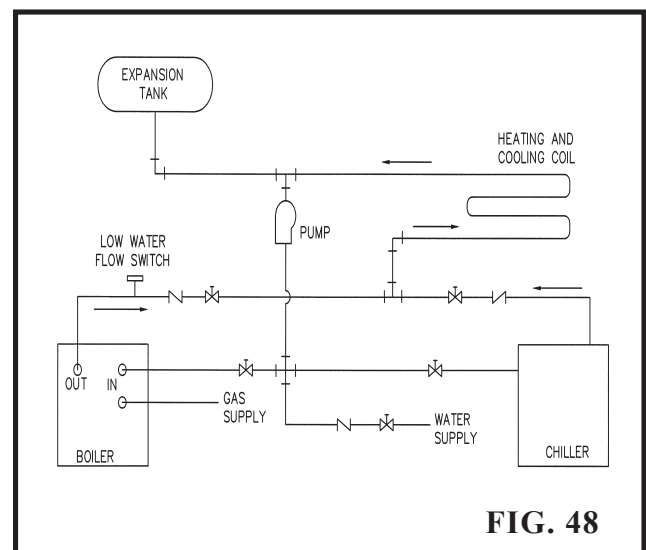 EXPANSION
TANK
HEATING AND
COOLING COIL
PUMP
LOW WATER
FLOW SWITCH
OUT
IN
GAS
SUPPLY
WATER
SUPPLY
BOILER
CHILLER
FIG. 48